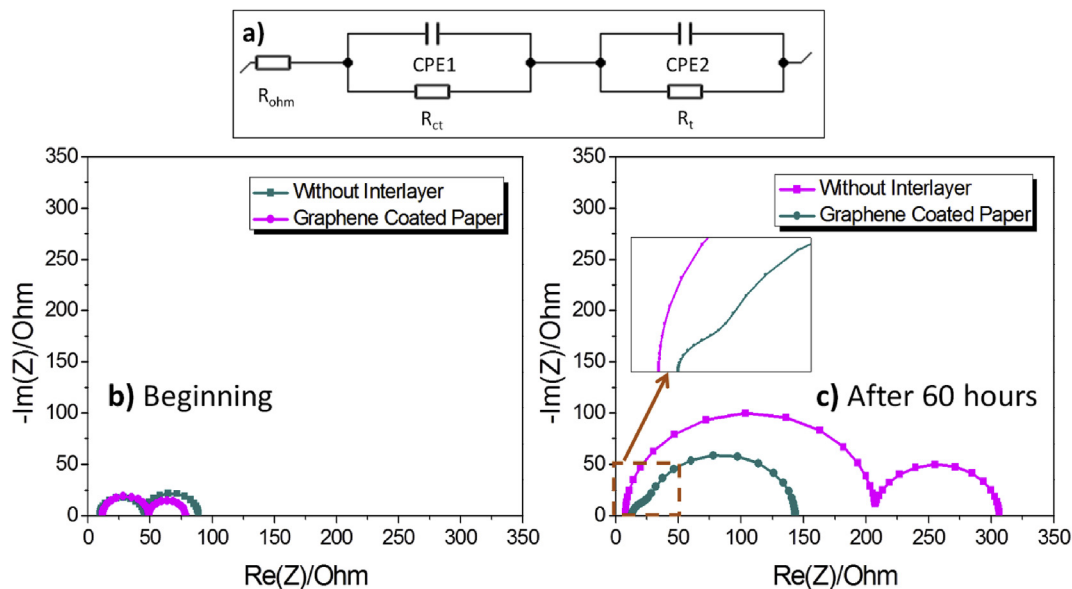 a)
CPE1
CPE2
R_ohm
R_ct
R_t
350
300
250
200
150
100
50
0
-Im(Z)/Ohm
Without Interlayer
Graphene Coated Paper
b) Beginning
0 50 100 150 200 250 300 350
Re(Z)/Ohm
350
300
250
200
150
100
50
0
-Im(Z)/Ohm
Without Interlayer
Graphene Coated Paper
c) After 60 hours
0 50 100 150 200 250 300 350
Re(Z)/Ohm